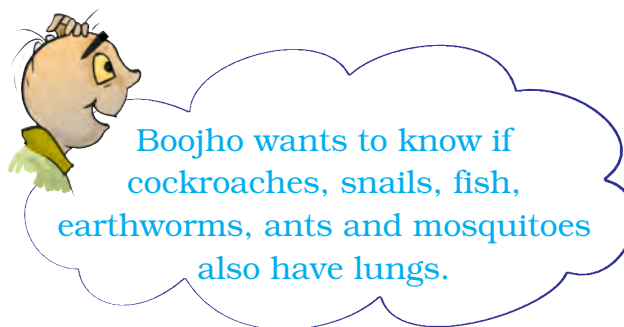 Boojho wants to know if
cockroaches, snails, fish,
earthworms, ants and mosquitoes
also have lungs.